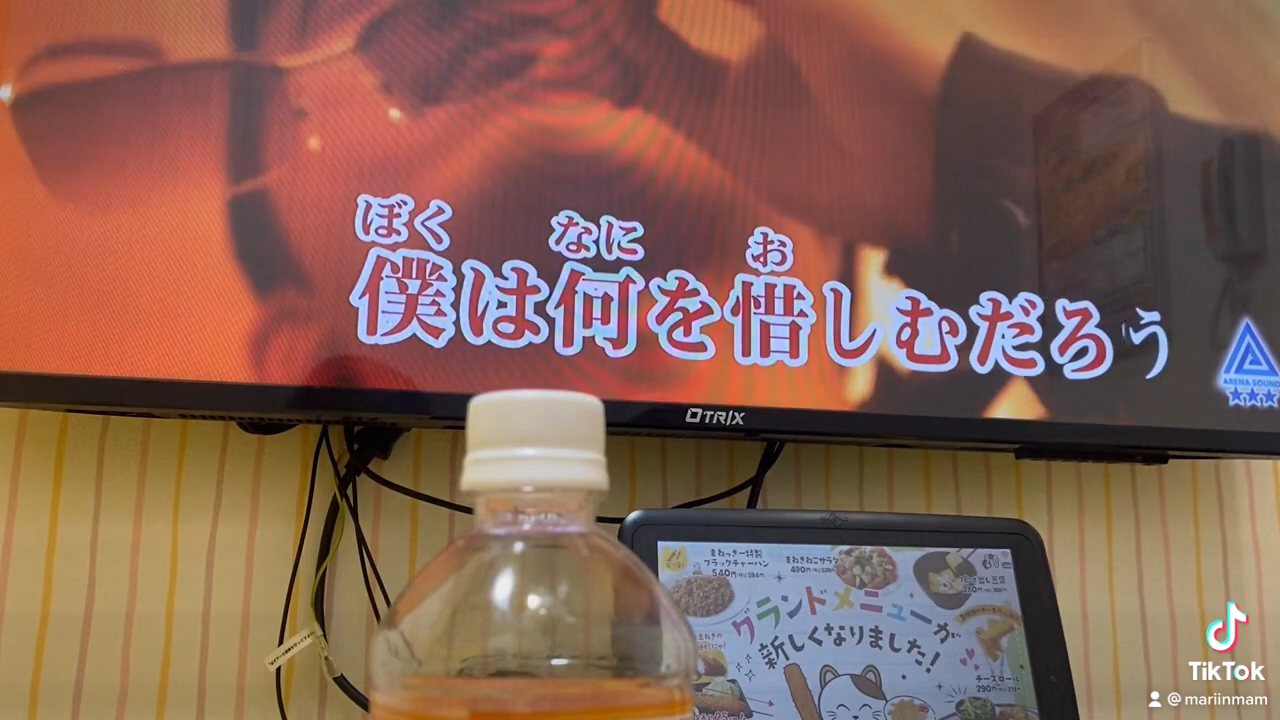 ぼく なに お
僕は何を惜しむだろう
ARENA SOUND
OTRIX
まねっきー特製
ブラックチャーハン
540円
まねきねこサラダ
490円
280円
グランドメニューが
新しくなりました!
チーズロール
290円
TikTok
@mariinmam